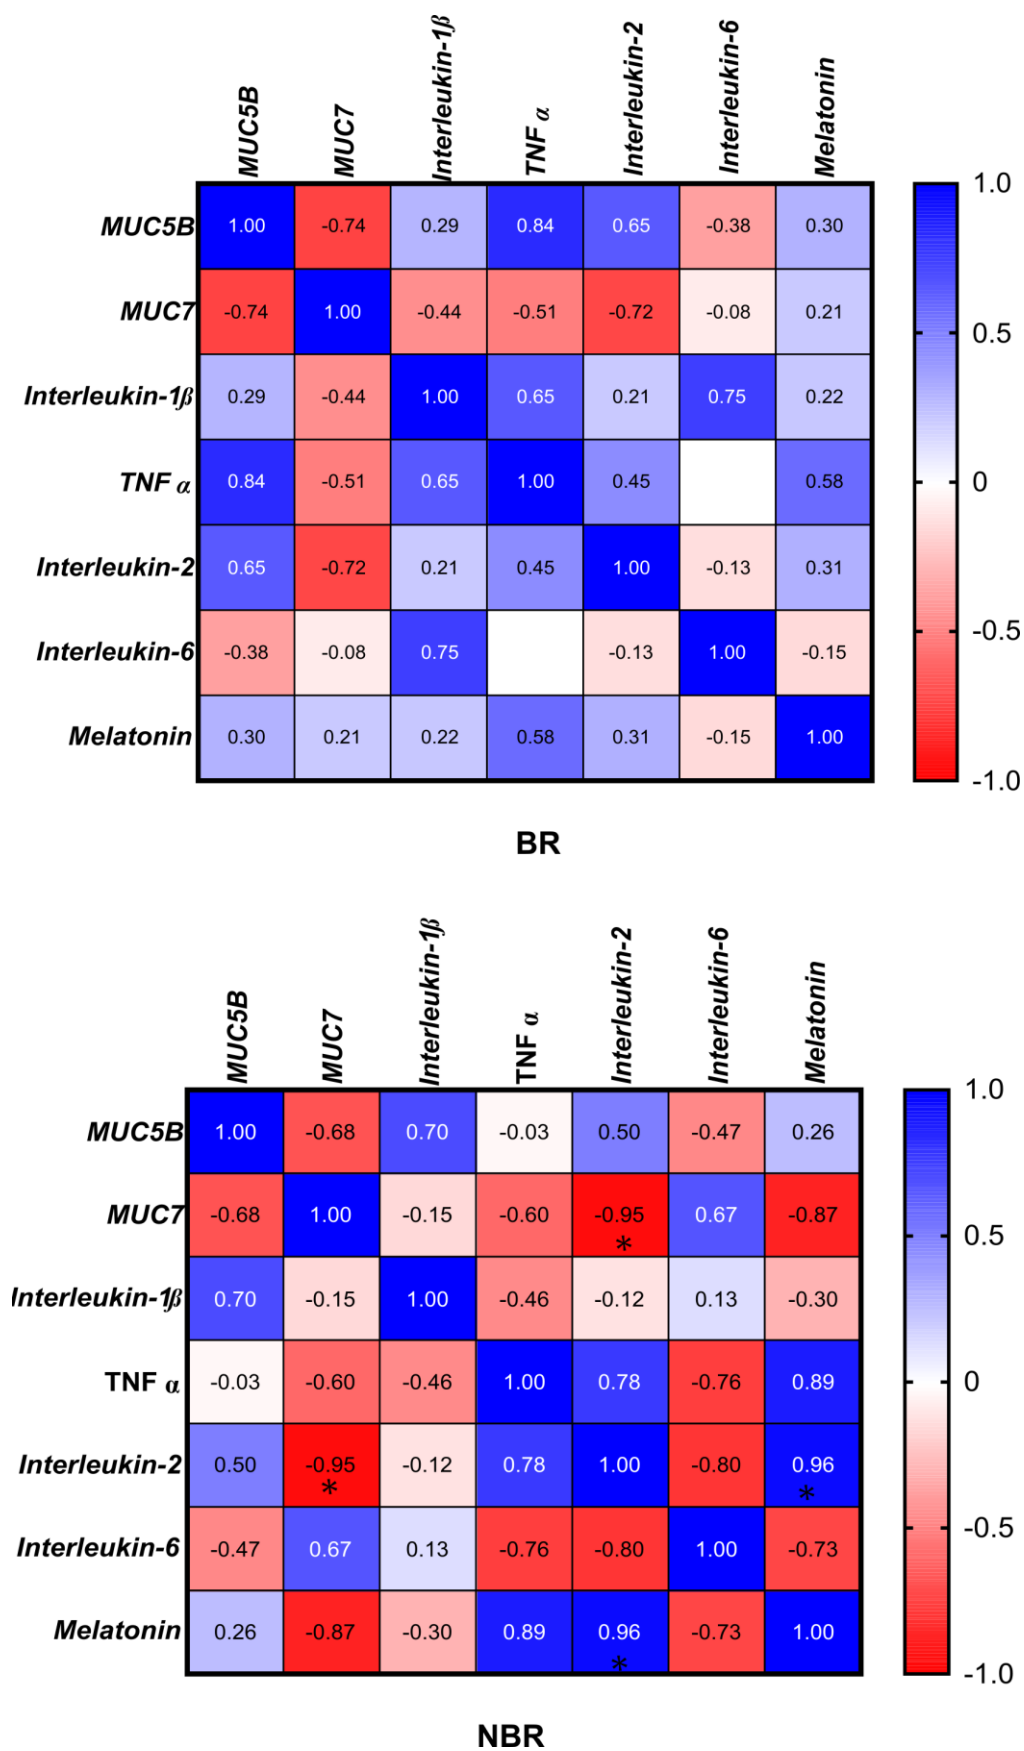 MUC5B MUC7 Interleukin-1β TNF α Interleukin-2 Interleukin-6 Melatonin
MUC5B 1.00 -0.74 0.29 0.84 0.65 -0.38 0.30
MUC7 -0.74 1.00 -0.44 -0.51 -0.72 -0.08 0.21
Interleukin-1β 0.29 -0.44 1.00 0.65 0.21 0.75 0.22
TNF α 0.84 -0.51 0.65 1.00 0.45 0.58
Interleukin-2 0.65 -0.72 0.21 0.45 1.00 -0.13 0.31
Interleukin-6 -0.38 -0.08 0.75 -0.13 1.00 -0.15
Melatonin 0.30 0.21 0.22 0.58 0.31 -0.15 1.00
1.0
0.5
0
-0.5
-1.0
BR
MUC5B MUC7 Interleukin-1β TNF α Interleukin-2 Interleukin-6 Melatonin
MUC5B 1.00 -0.68 0.70 -0.03 0.50 -0.47 0.26
MUC7 -0.68 1.00 -0.15 -0.60 -0.95 * 0.67 -0.87
Interleukin-1β 0.70 -0.15 1.00 -0.46 -0.12 0.13 -0.30
TNF α -0.03 -0.60 -0.46 1.00 0.78 -0.76 0.89
Interleukin-2 0.50 -0.95 * -0.12 0.78 1.00 -0.80 0.96 *
Interleukin-6 -0.47 0.67 0.13 -0.76 -0.80 1.00 -0.73
Melatonin 0.26 -0.87 -0.30 0.89 0.96 * -0.73 1.00
1.0
0.5
0
-0.5
-1.0
NBR